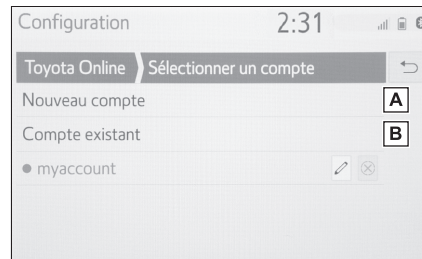 Configuration 2:31
Toyota Online Sélectionner un compte
Nouveau compte A
Compte existant B
myaccount